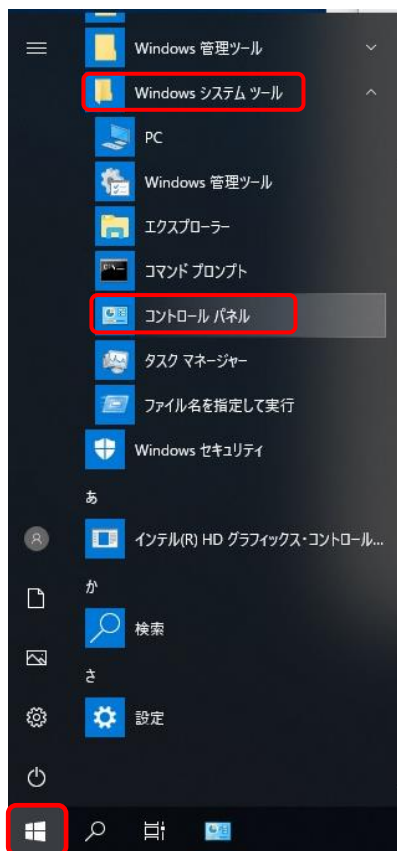 Windows 管理ツール
Windows システム ツール
PC
Windows 管理ツール
エクスプローラー
コマンド プロンプト
コントロール パネル
タスク マネージャー
ファイル名を指定して実行
Windows セキュリティ
あ
インテル(R) HD グラフィックス・コントロール...
か
検索
さ
設定